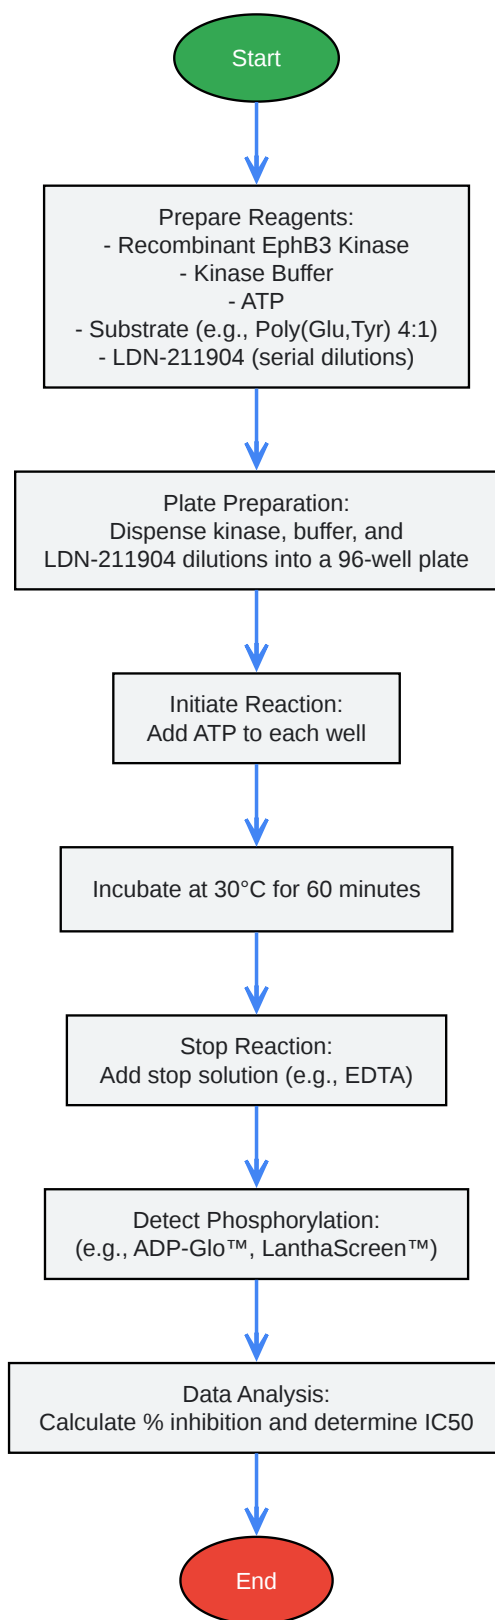 Start
Prepare Reagents:
- Recombinant EphB3 Kinase
- Kinase Buffer
- ATP
- Substrate (e.g., Poly(Glu,Tyr) 4:1)
- LDN-211904 (serial dilutions)
Plate Preparation:
Dispense kinase, buffer, and
LDN-211904 dilutions into a 96-well plate
Initiate Reaction:
Add ATP to each well
Incubate at 30°C for 60 minutes
Stop Reaction:
Add stop solution (e.g., EDTA)
Detect Phosphorylation:
(e.g., ADP-Glo™, LanthaScreen™)
Data Analysis:
Calculate % inhibition and determine IC50
End